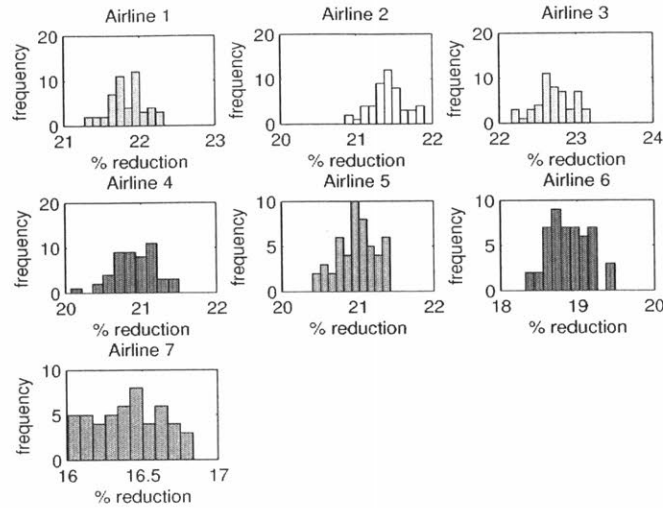 Airline 1
20
10
0
frequency
21
22
23
% reduction
Airline 2
20
10
0
frequency
20
21
22
% reduction
Airline 3
20
10
0
frequency
22
23
24
% reduction
Airline 4
20
10
0
frequency
20
21
22
% reduction
Airline 5
10
5
0
frequency
20
21
22
% reduction
Airline 6
10
5
0
frequency
18
19
20
% reduction
Airline 7
10
5
0
frequency
16
16.5
17
% reduction